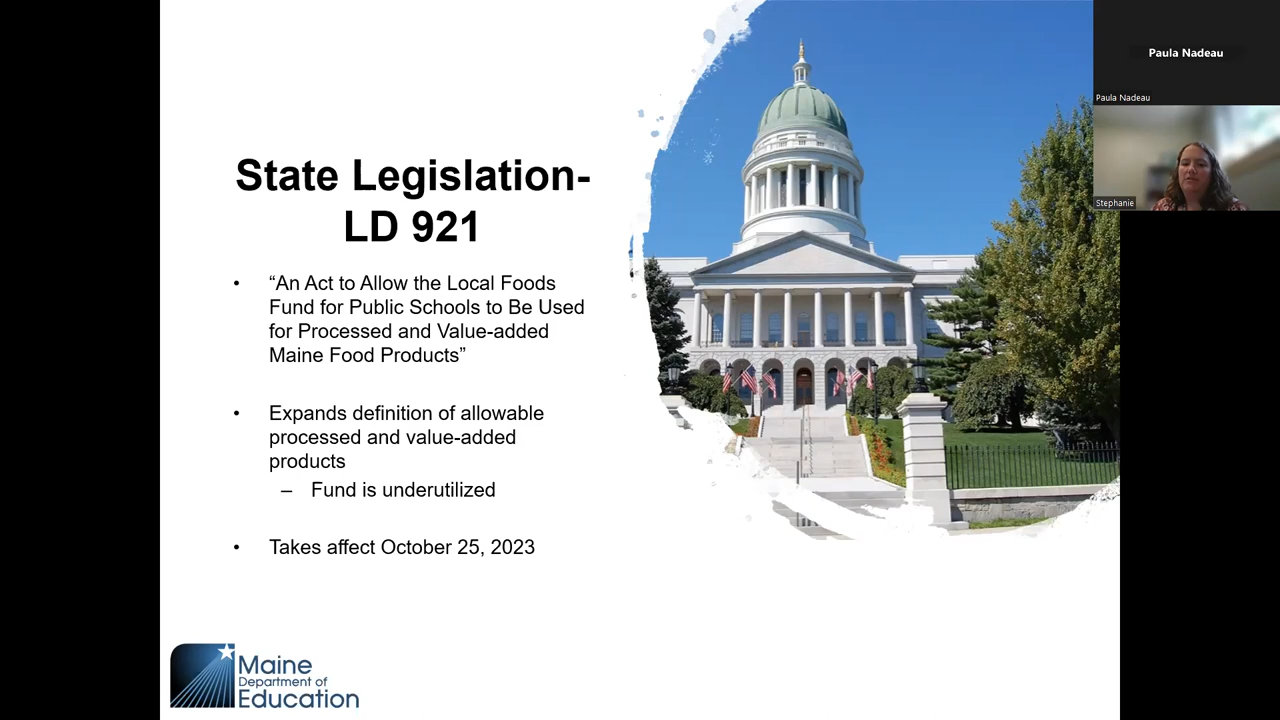 State Legislation-
LD 921
• “An Act to Allow the Local Foods
Fund for Public Schools to Be Used
for Processed and Value-added
Maine Food Products”
• Expands definition of allowable
processed and value-added
products
– Fund is underutilized
• Takes affect October 25, 2023
Maine
Department of
Education
Paula Nadeau
Paula Nadeau
Stephanie